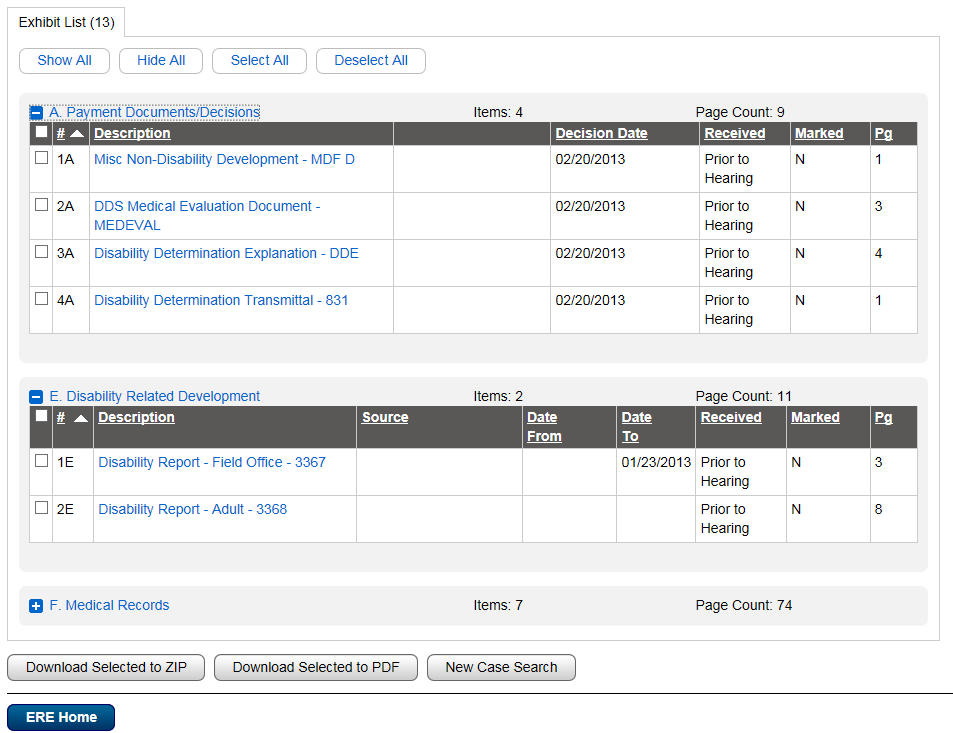 Exhibit List (13)
Show All Hide All Select All Deselect All
A. Payment Documents/Decisions Items: 4 Page Count: 9
# Description Decision Date Received Marked Pg
1A Misc Non-Disability Development - MDF D 02/20/2013 Prior to N 1
Hearing
2A DDS Medical Evaluation Document - 02/20/2013 Prior to N 3
MEDEVAL Hearing
3A Disability Determination Explanation - DDE 02/20/2013 Prior to N 4
Hearing
4A Disability Determination Transmittal - 831 02/20/2013 Prior to N 1
Hearing
E. Disability Related Development Items: 2 Page Count: 11
# Description Source Date Date Received Marked Pg
From To
1E Disability Report - Field Office - 3367 01/23/2013 Prior to N 3
Hearing
2E Disability Report - Adult - 3368 Prior to N 8
Hearing
F. Medical Records Items: 7 Page Count: 74
Download Selected to ZIP Download Selected to PDF New Case Search
ERE Home